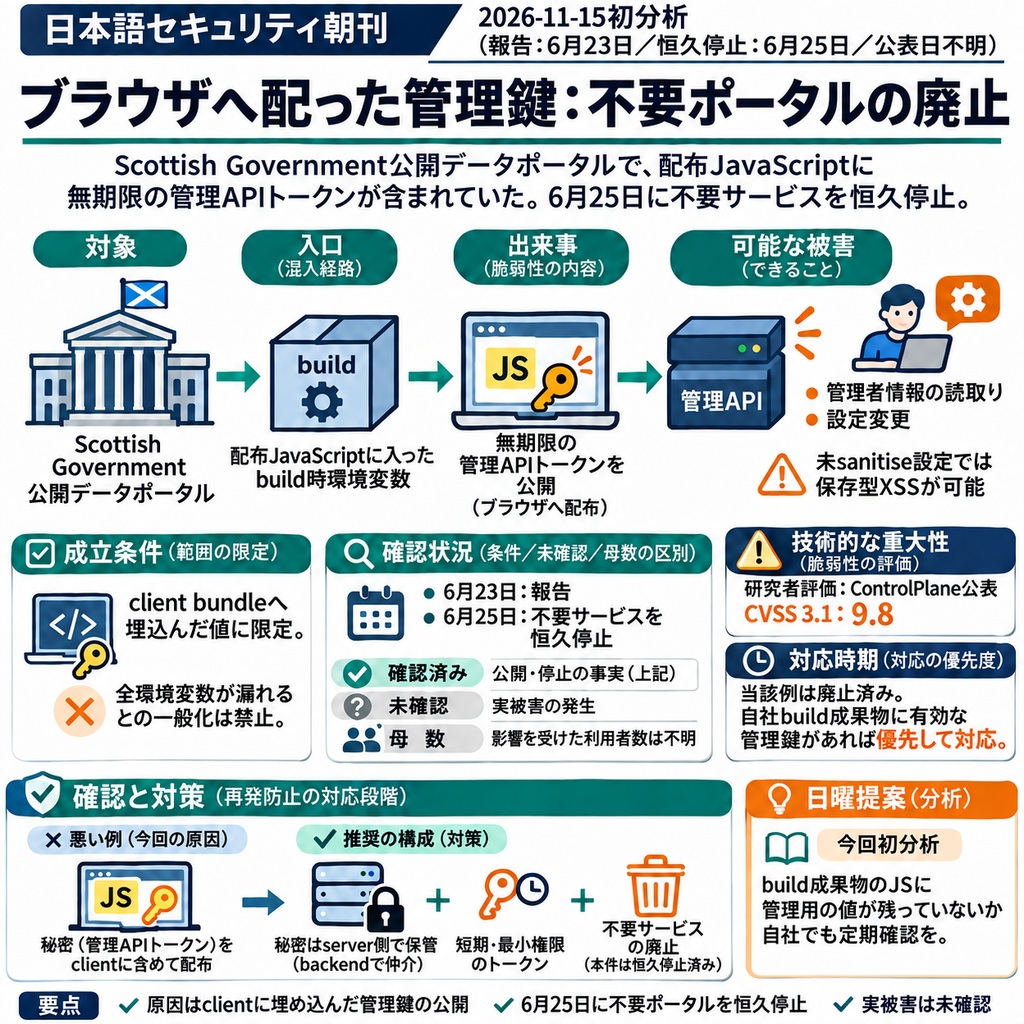 日本語セキュリティ朝刊
2026-11-15初分析
（報告：6月23日／恒久停止：6月25日／公表日不明）
ブラウザへ配った管理鍵：不要ポータルの廃止
Scottish Government公開データポータルで、配布JavaScriptに
無期限の管理APIトークンが含まれていた。6月25日に不要サービスを恒久停止。
対象
Scottish
Government
公開データポータル
入口
（混入経路）
build
配布JavaScriptに入った
build時環境変数
出来事
（脆弱性の内容）
JS
無期限の
管理APIトークンを
公開
（ブラウザへ配布）
可能な被害
（できること）
管理API
● 管理者情報の読取り
● 設定変更
未sanitise設定では
保存型XSSが可能
成立条件（範囲の限定）
</>
client bundleへ
埋込んだ値に限定。
全環境変数が漏れる
との一般化は禁止。
確認状況（条件／未確認／母数の区別）
● 6月23日：報告
● 6月25日：不要サービスを
恒久停止
確認済み 公開・停止の事実（上記）
未確認 実被害の発生
母 数 影響を受けた利用者数は不明
技術的な重大性
（脆弱性の評価）
研究者評価：ControlPlane公表
CVSS 3.1：9.8
対応時期（対応の優先度）
当該例は廃止済み。
自社build成果物に有効な
管理鍵があれば優先して対応。
確認と対策（再発防止の対応段階）
悪い例（今回の原因）
JS
秘密（管理APIトークン）を
clientに含めて配布
推奨の構成（対策）
秘密はserver側で保管
（backendで仲介）
+
短期・最小権限
のトークン
+
不要サービス
の廃止
（本件は恒久停止済み）
日曜提案（分析）
今回初分析
build成果物のJSに
管理用の値が残っていないか
自社でも定期確認を。
要点
原因はclientに埋め込んだ管理鍵の公開
6月25日に不要ポータルを恒久停止
実被害は未確認